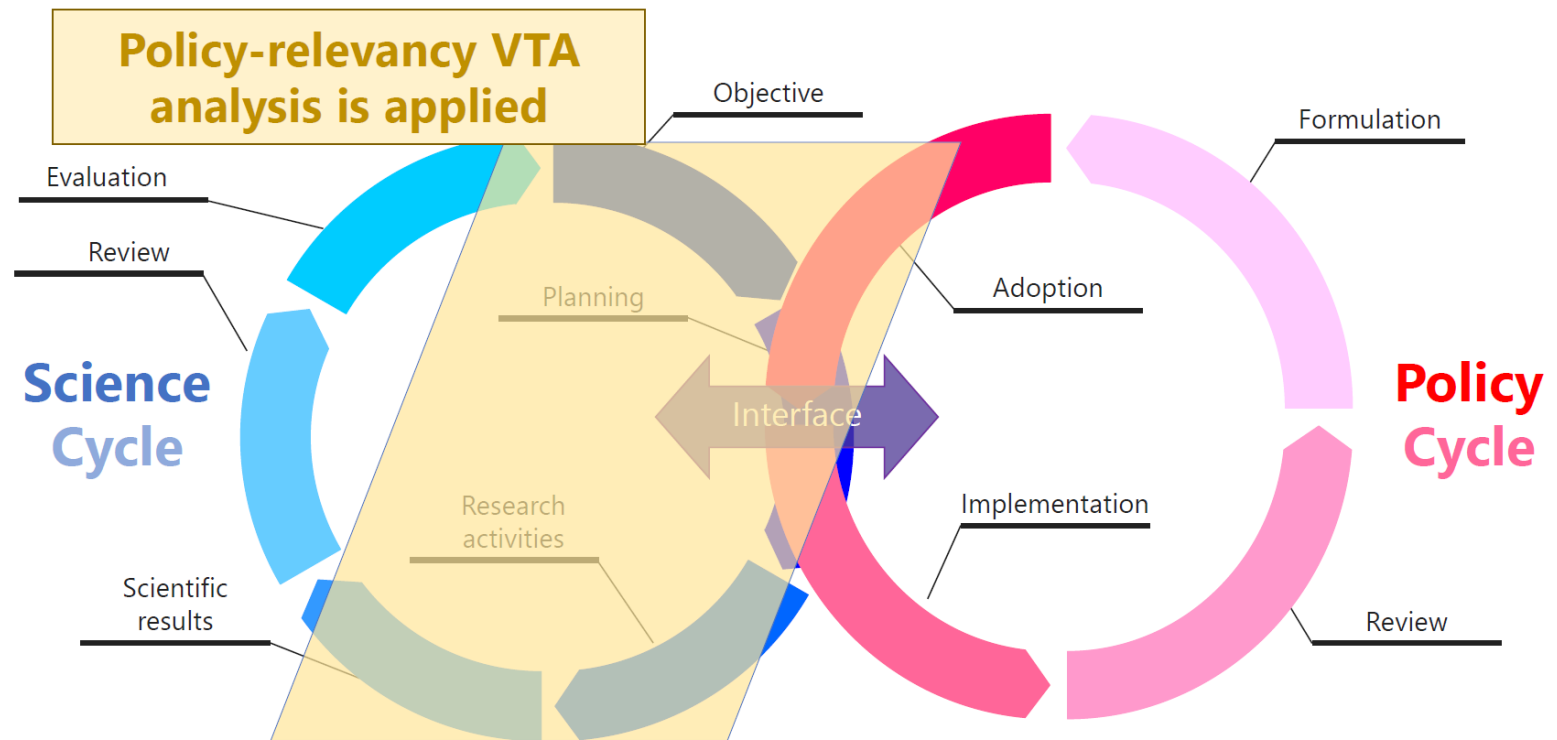 Policy-relevancy VTA
analysis is applied
Objective
Formulation
Evaluation
Review
Planning
Adoption
Science
Cycle
Interface
Policy
Cycle
Research
activities
Implementation
Scientific
results
Review